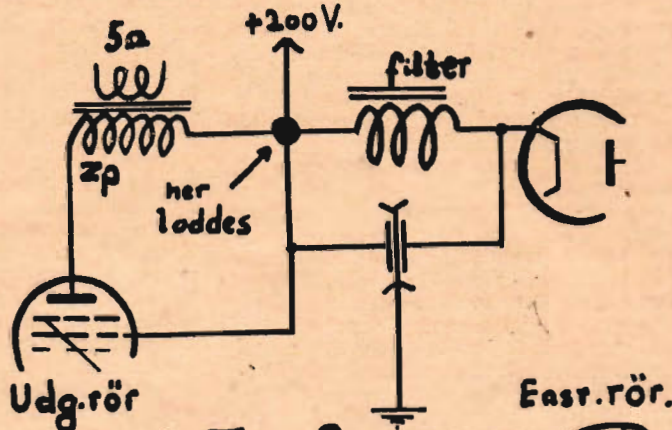 +200V.
5Ω
filter
Zp
her
loddes
Udg.rör
Ensr.rör.